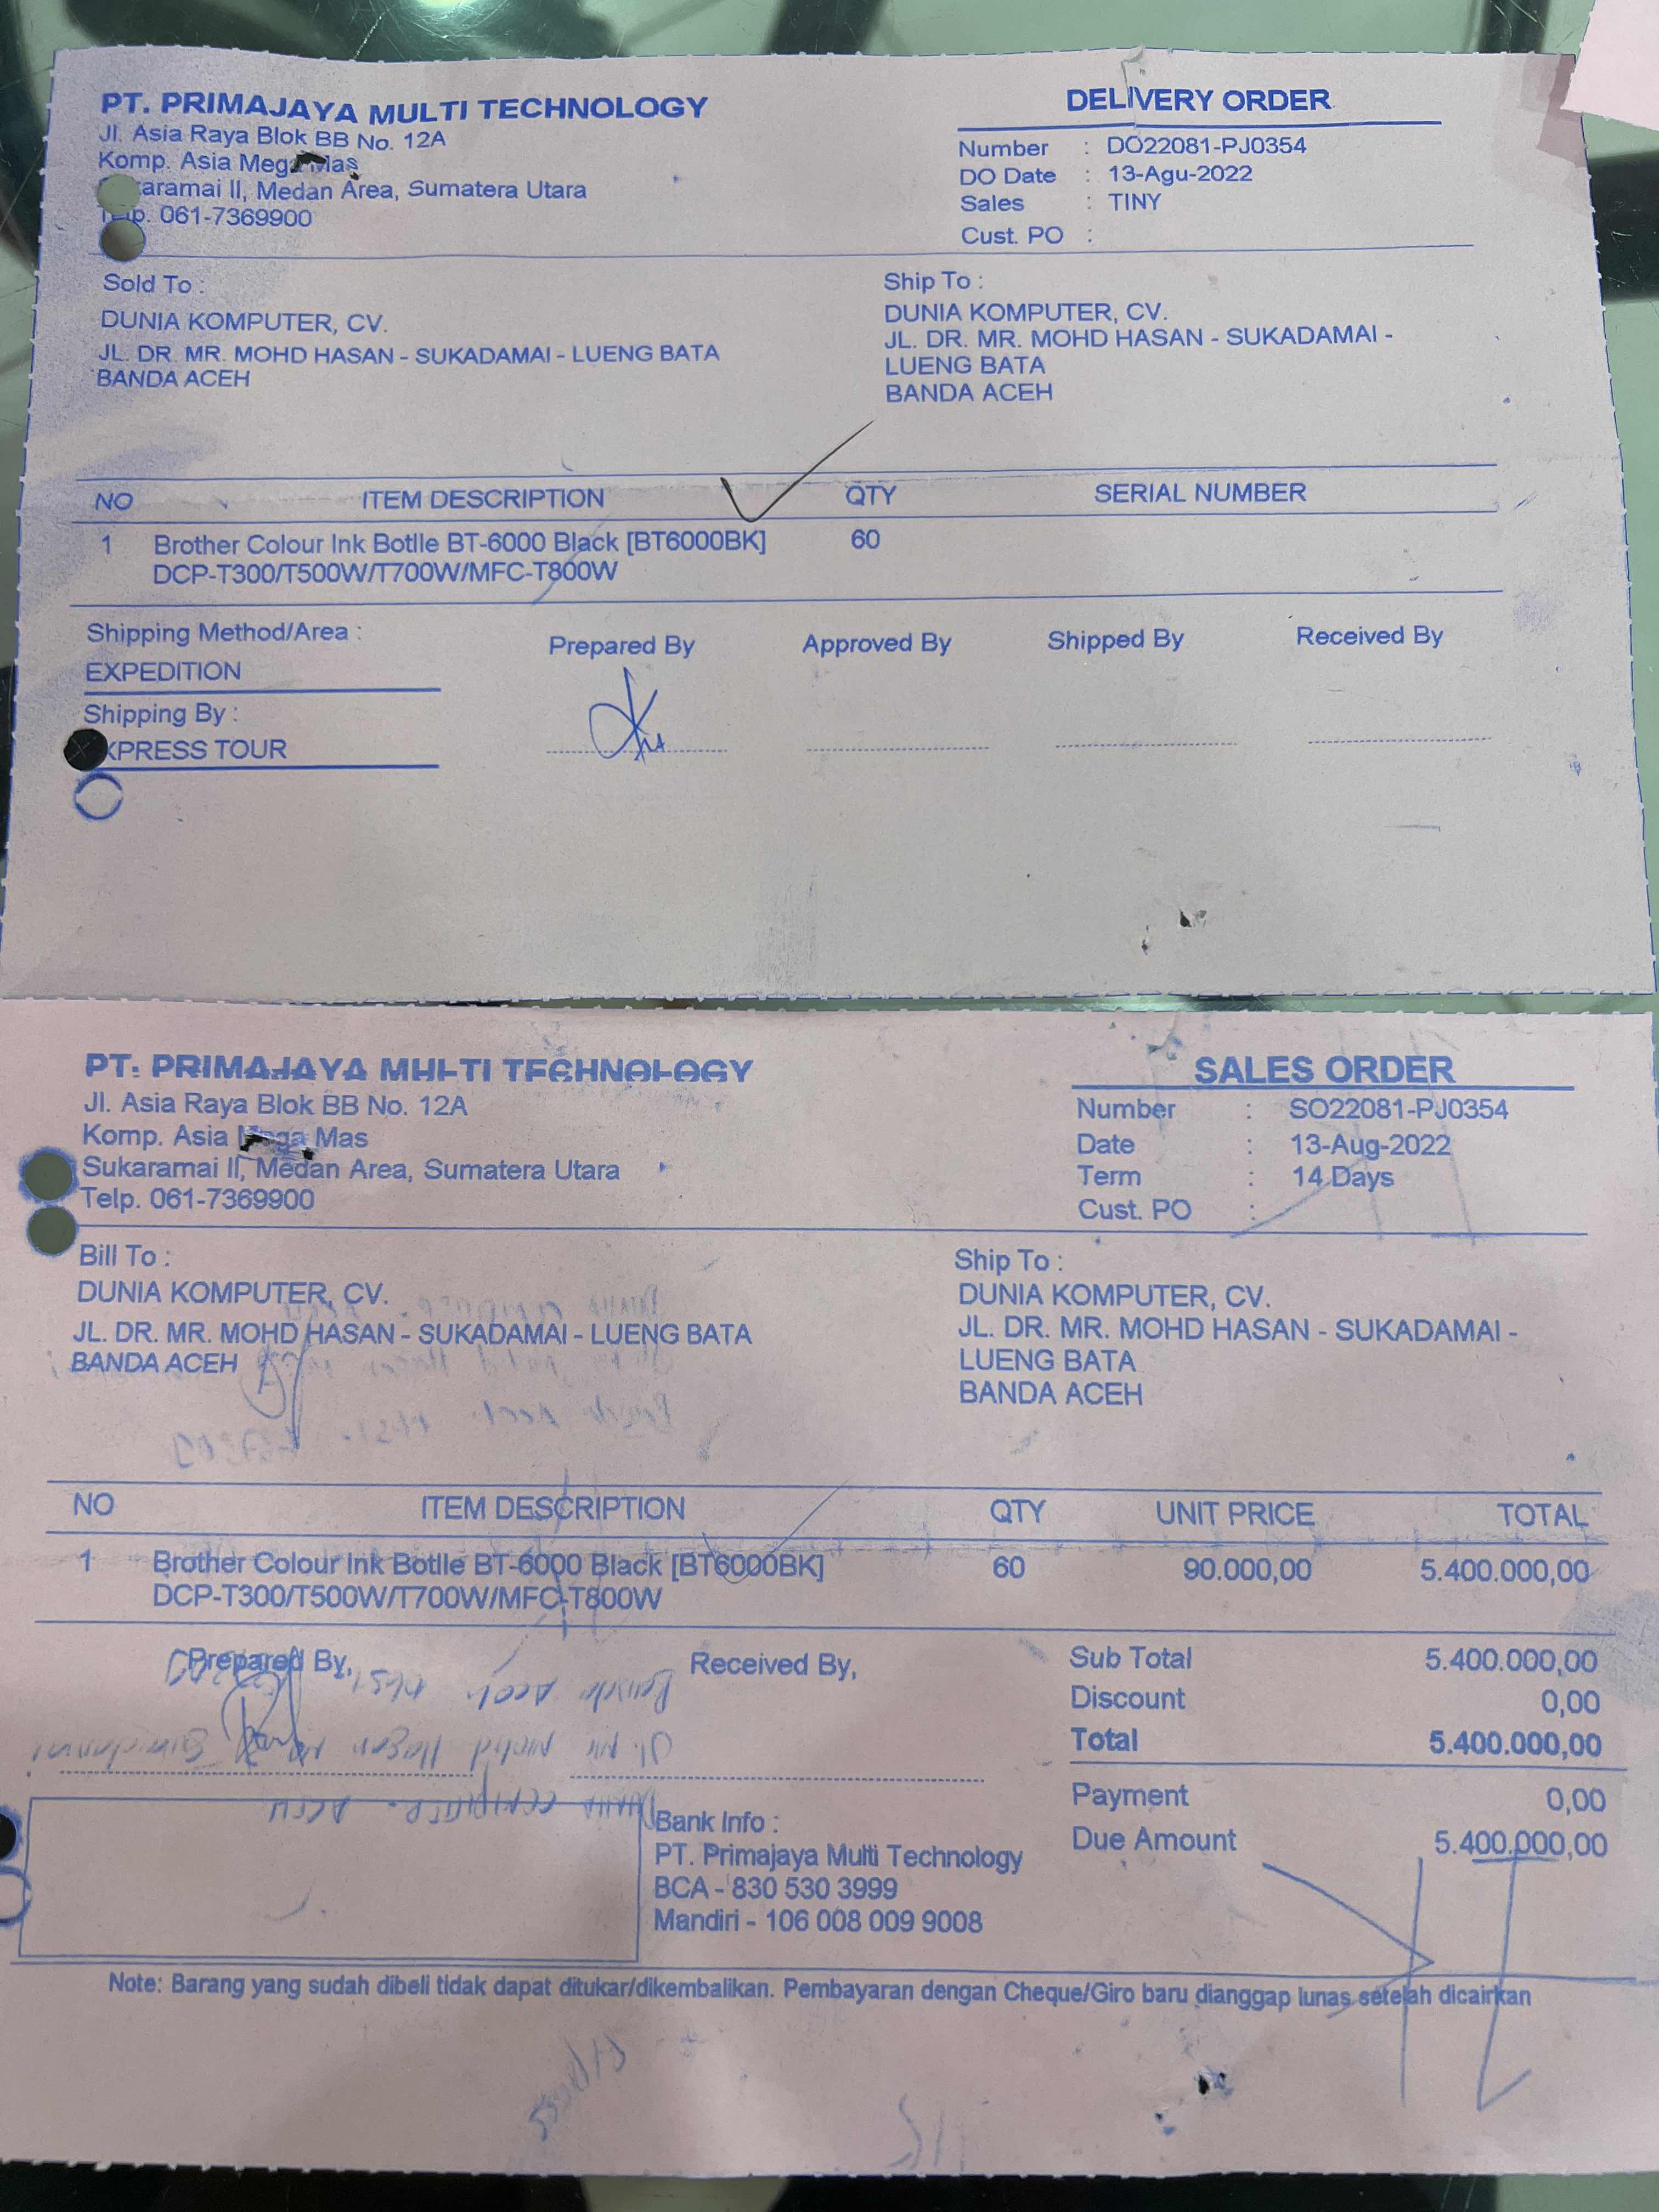 PT. PRIMAJAYA MULTI TECHNOLOGY
Jl. Asia Raya Blok BB No. 12A
Komp. Asia Mega Mas
Sukaramai II, Medan Area, Sumatera Utara
Telp. 061-7369900
DELIVERY ORDER
Number : DO22081-PJ0354
DO Date : 13-Agu-2022
Sales : TINY
Cust. PO :
Sold To :
DUNIA KOMPUTER, CV.
JL. DR. MR. MOHD HASAN - SUKADAMAI - LUENG BATA
BANDA ACEH
Ship To :
DUNIA KOMPUTER, CV.
JL. DR. MR. MOHD HASAN - SUKADAMAI -
LUENG BATA
BANDA ACEH
NO ITEM DESCRIPTION QTY SERIAL NUMBER
1 Brother Colour Ink Botlle BT-6000 Black [BT6000BK] 60
DCP-T300/T500W/T700W/MFC-T800W
Shipping Method/Area :
EXPEDITION
Shipping By :
EXPRESS TOUR
Prepared By Approved By Shipped By Received By
PT. PRIMAJAYA MULTI TECHNOLOGY
Jl. Asia Raya Blok BB No. 12A
Komp. Asia Mega Mas
Sukaramai II, Medan Area, Sumatera Utara
Telp. 061-7369900
SALES ORDER
Number : SO22081-PJ0354
Date : 13-Aug-2022
Term : 14 Days
Cust. PO :
Bill To :
DUNIA KOMPUTER, CV.
JL. DR. MR. MOHD HASAN - SUKADAMAI - LUENG BATA
BANDA ACEH
Ship To :
DUNIA KOMPUTER, CV.
JL. DR. MR. MOHD HASAN - SUKADAMAI -
LUENG BATA
BANDA ACEH
NO ITEM DESCRIPTION QTY UNIT PRICE TOTAL
1 Brother Colour Ink Botlle BT-6000 Black [BT6000BK] 60 90.000,00 5.400.000,00
DCP-T300/T500W/T700W/MFC-T800W
Prepared By, Received By,
Sub Total 5.400.000,00
Discount 0,00
Total 5.400.000,00
Payment 0,00
Due Amount 5.400.000,00
Bank Info :
PT. Primajaya Multi Technology
BCA - 830 530 3999
Mandiri - 106 008 009 9008
Note: Barang yang sudah dibeli tidak dapat ditukar/dikembalikan. Pembayaran dengan Cheque/Giro baru dianggap lunas setelah dicairkan